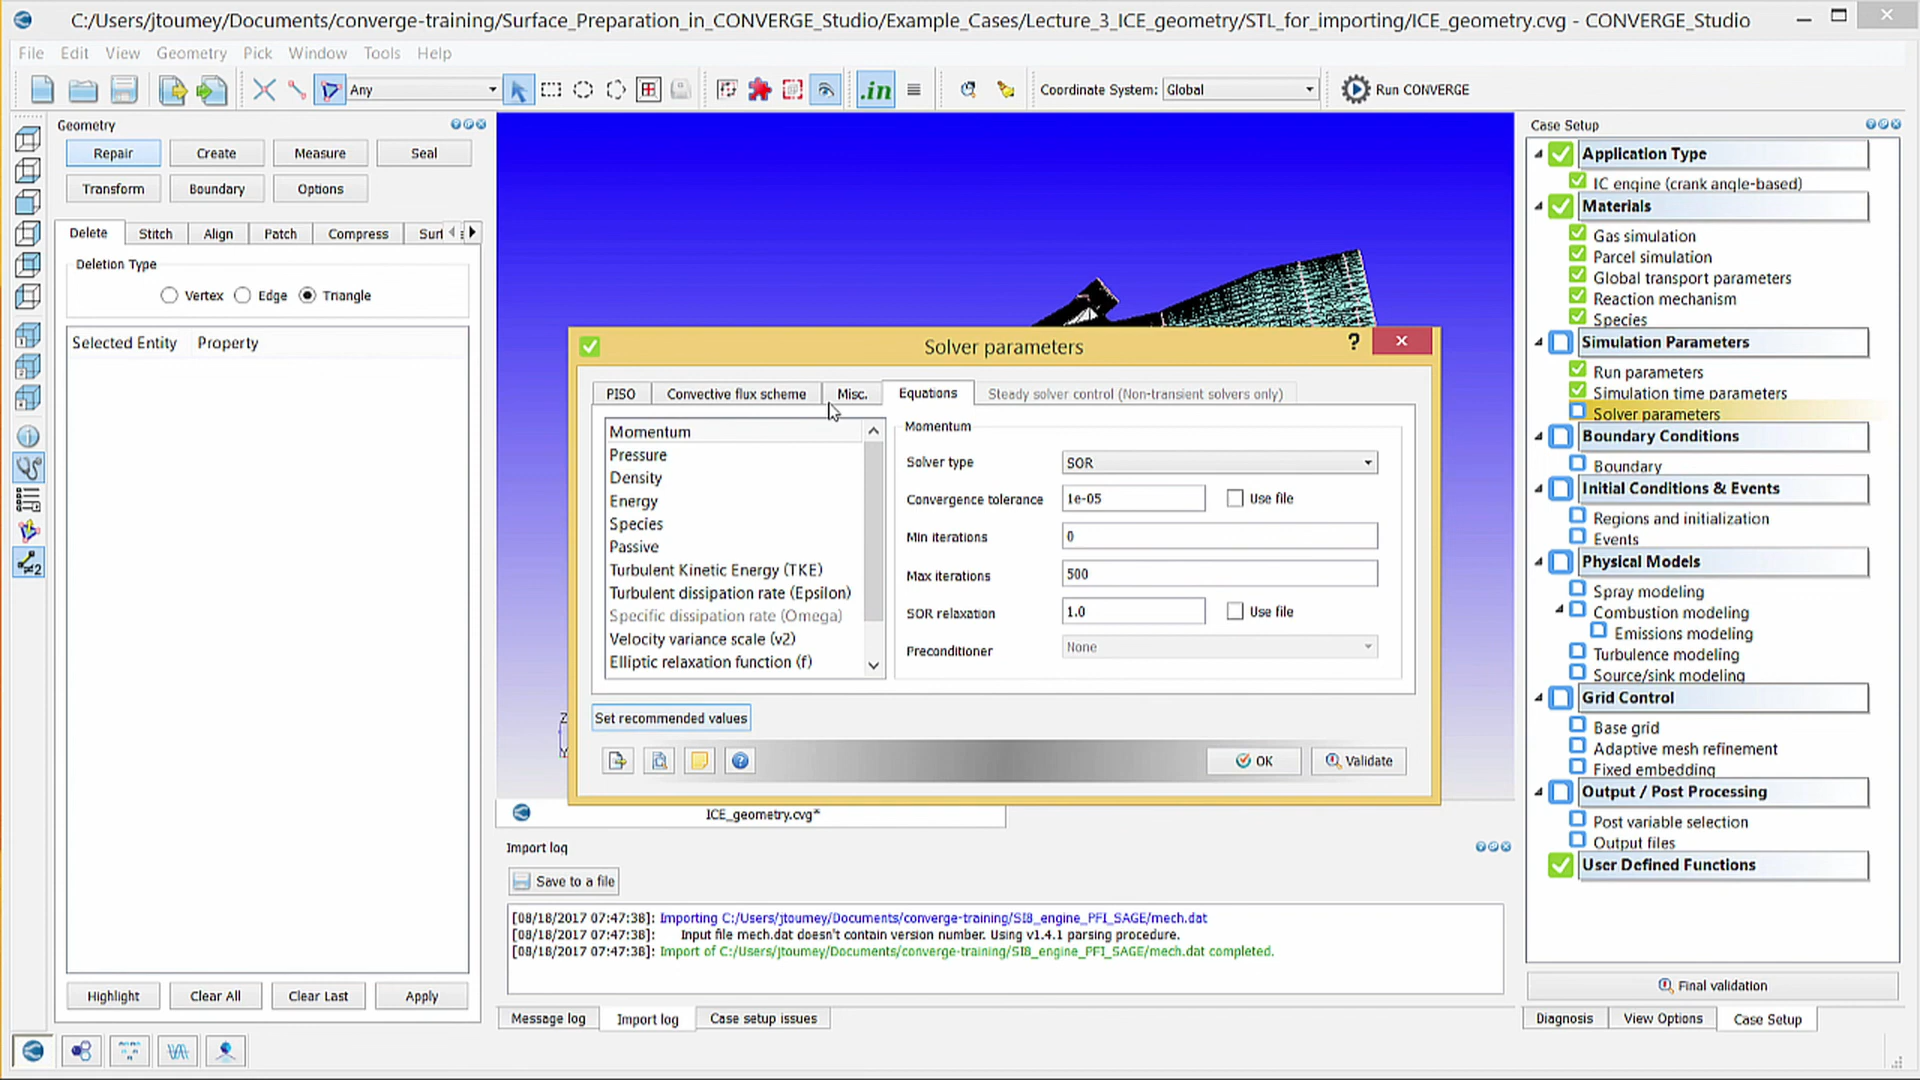 C:/Users/jtoumey/Documents/converge-training/Surface_Preparation_in_CONVERGE_Studio/Example_Cases/Lecture_3_ICE_geometry/STL_for_importing/ICE_geometry.cvg - CONVERGE_Studio
File Edit View Geometry Pick Window Tools Help
Any
.in
Coordinate System: Global
Run CONVERGE
Geometry
Repair Create Measure Seal
Transform Boundary Options
Delete Stitch Align Patch Compress Surf
Deletion Type
Vertex Edge Triangle
Selected Entity Property
Highlight Clear All Clear Last Apply
Solver parameters
PISO Convective flux scheme Misc. Equations Steady solver control (Non-transient solvers only)
Momentum
Pressure
Density
Energy
Species
Passive
Turbulent Kinetic Energy (TKE)
Turbulent dissipation rate (Epsilon)
Specific dissipation rate (Omega)
Velocity variance scale (v2)
Elliptic relaxation function (f)
Momentum
Solver type SOR
Convergence tolerance 1e-05 Use file
Min iterations 0
Max iterations 500
SOR relaxation 1.0 Use file
Preconditioner None
Set recommended values
OK Validate
Z
Y
ICE_geometry.cvg*
Import log
Save to a file
[08/18/2017 07:47:38]: Importing C:/Users/jtoumey/Documents/converge-training/SI8_engine_PFI_SAGE/mech.dat
[08/18/2017 07:47:38]: Input file mech.dat doesn't contain version number. Using v1.4.1 parsing procedure.
[08/18/2017 07:47:38]: Import of C:/Users/jtoumey/Documents/converge-training/SI8_engine_PFI_SAGE/mech.dat completed.
Message log Import log Case setup issues
Case Setup
Application Type
IC engine (crank angle-based)
Materials
Gas simulation
Parcel simulation
Global transport parameters
Reaction mechanism
Species
Simulation Parameters
Run parameters
Simulation time parameters
Solver parameters
Boundary Conditions
Boundary
Initial Conditions & Events
Regions and initialization
Events
Physical Models
Spray modeling
Combustion modeling
Emissions modeling
Turbulence modeling
Source/sink modeling
Grid Control
Base grid
Adaptive mesh refinement
Fixed embedding
Output / Post Processing
Post variable selection
Output files
User Defined Functions
Final validation
Diagnosis View Options Case Setup